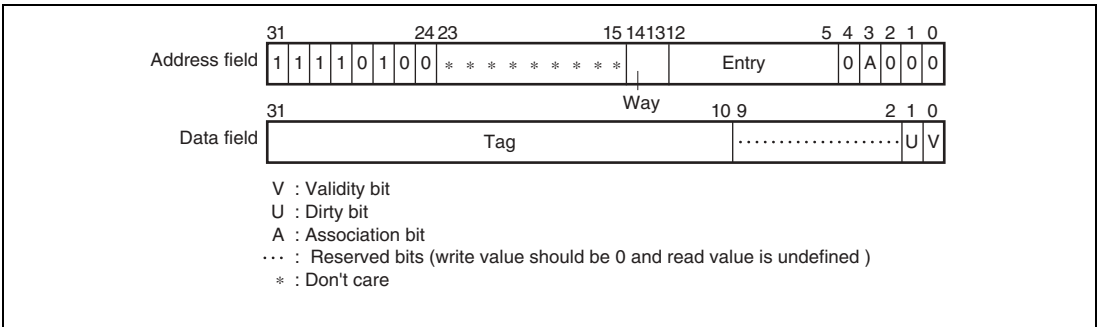 31 24 23 15 14 13 12 5 4 3 2 1 0
Address field 1 1 1 1 0 1 0 0 * * * * * * * * * Entry 0 A 0 0 0
Way
31 10 9 2 1 0
Data field Tag .................... U V
V : Validity bit
U : Dirty bit
A : Association bit
··· : Reserved bits (write value should be 0 and read value is undefined )
* : Don't care